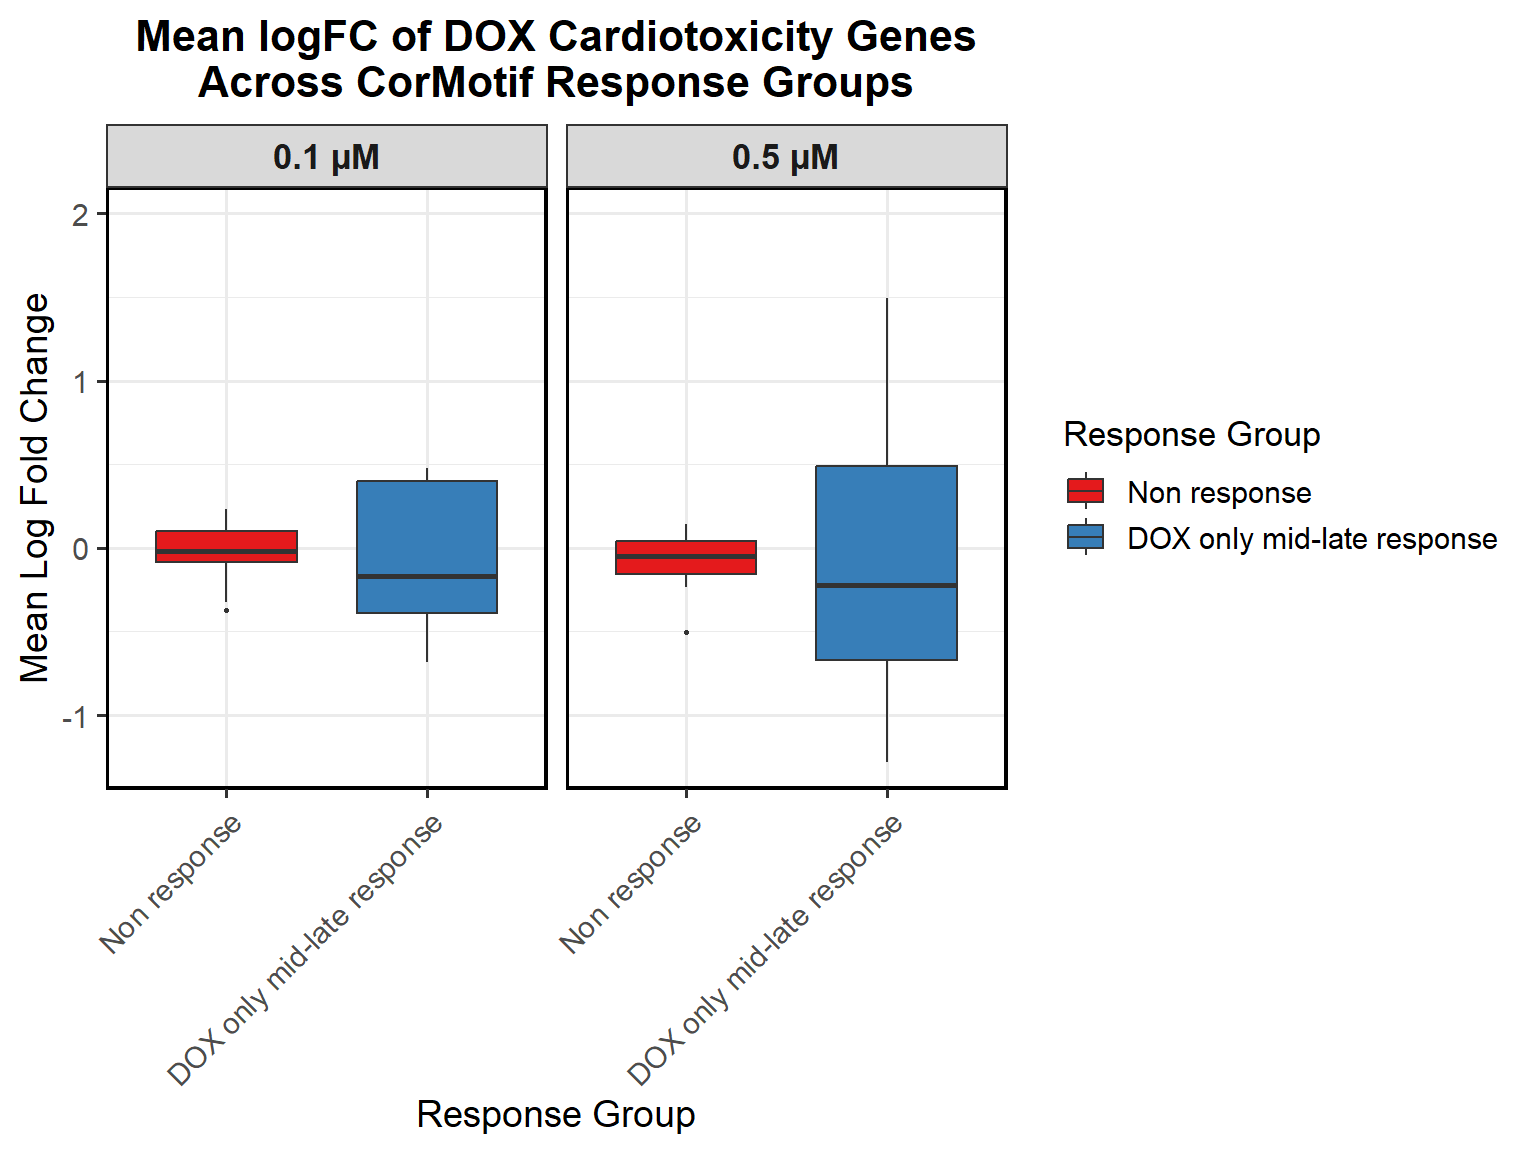 Mean logFC of DOX Cardiotoxicity Genes
Across CorMotif Response Groups
0.1 µM
0.5 µM
Mean Log Fold Change
2
1
0
-1
Non response
DOX only mid-late response
Non response
DOX only mid-late response
Response Group
Response Group
Non response
DOX only mid-late response